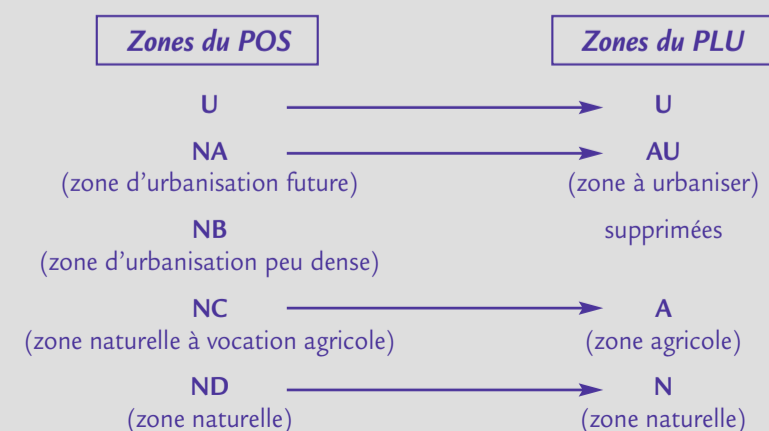 Zones du POS Zones du PLU
U U
NA AU
(zone d’urbanisation future) (zone à urbaniser)
NB supprimées
(zone d’urbanisation peu dense)
NC A
(zone naturelle à vocation agricole) (zone agricole)
ND N
(zone naturelle) (zone naturelle)